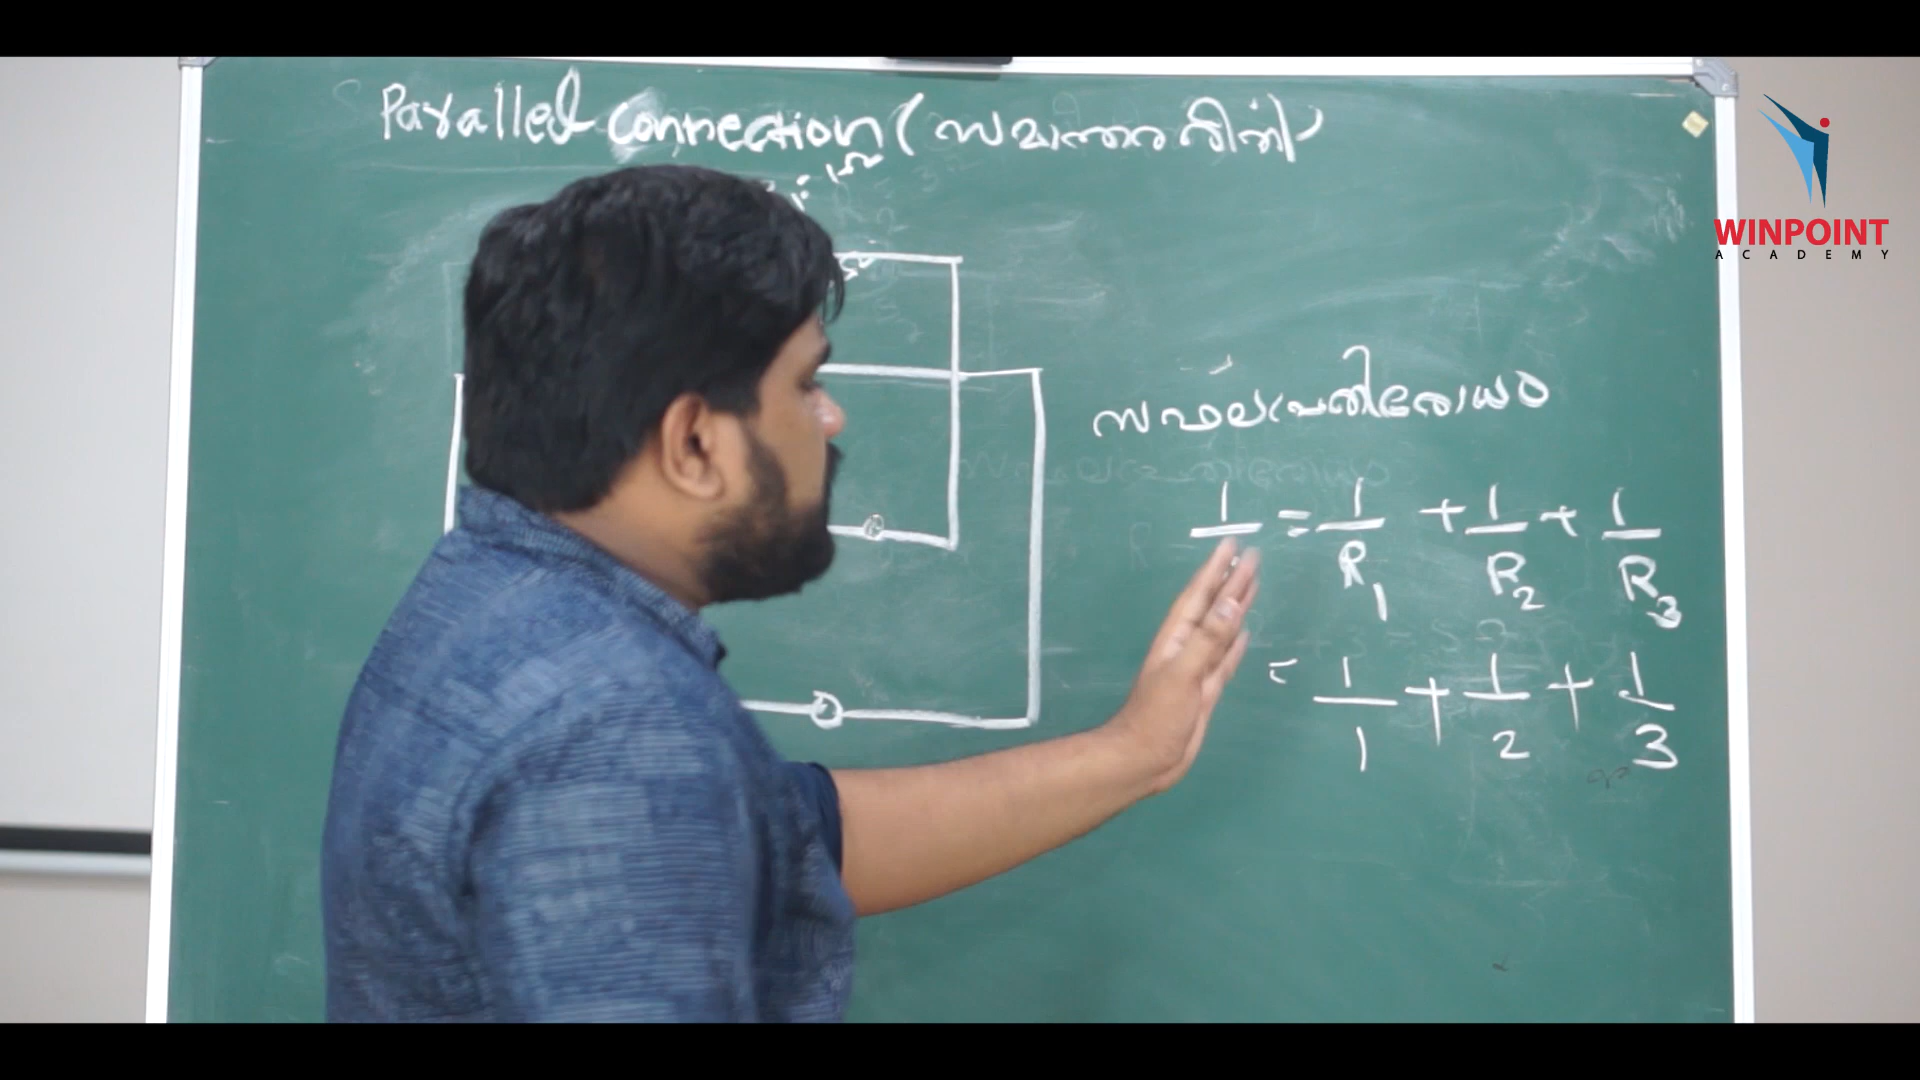 Parallel Connection (സമാന്തരരീതി)
സഫലപ്രതിരോധം
1/ = 1/R1 + 1/R2 + 1/R3
= 1/1 + 1/2 + 1/3
WINPOINT
ACADEMY